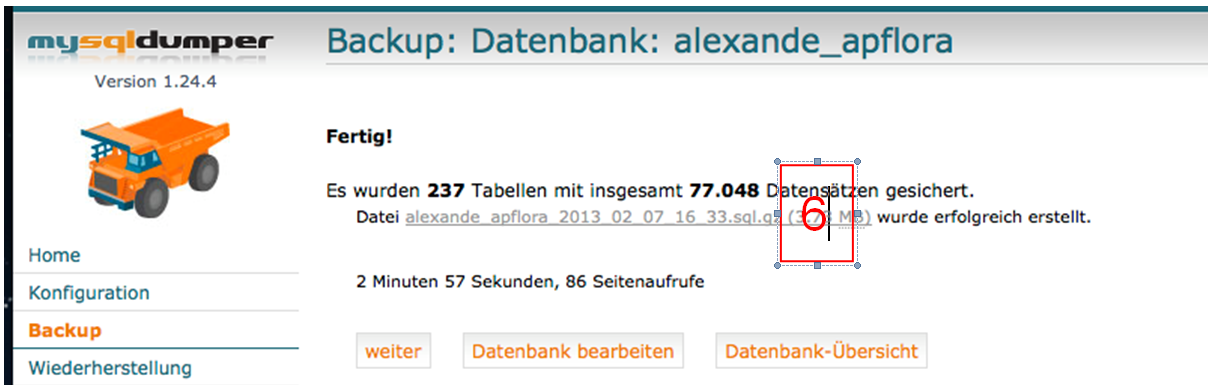 mysqldumper
Version 1.24.4
Home
Konfiguration
Backup
Wiederherstellung
Backup: Datenbank: alexande_apflora
Fertig!
Es wurden 237 Tabellen mit insgesamt 77.048 Datensätzen gesichert.
Datei alexande_apflora_2013_02_07_16_33.sql.gz MB) wurde erfolgreich erstellt.
6
2 Minuten 57 Sekunden, 86 Seitenaufrufe
weiter
Datenbank bearbeiten
Datenbank-Übersicht